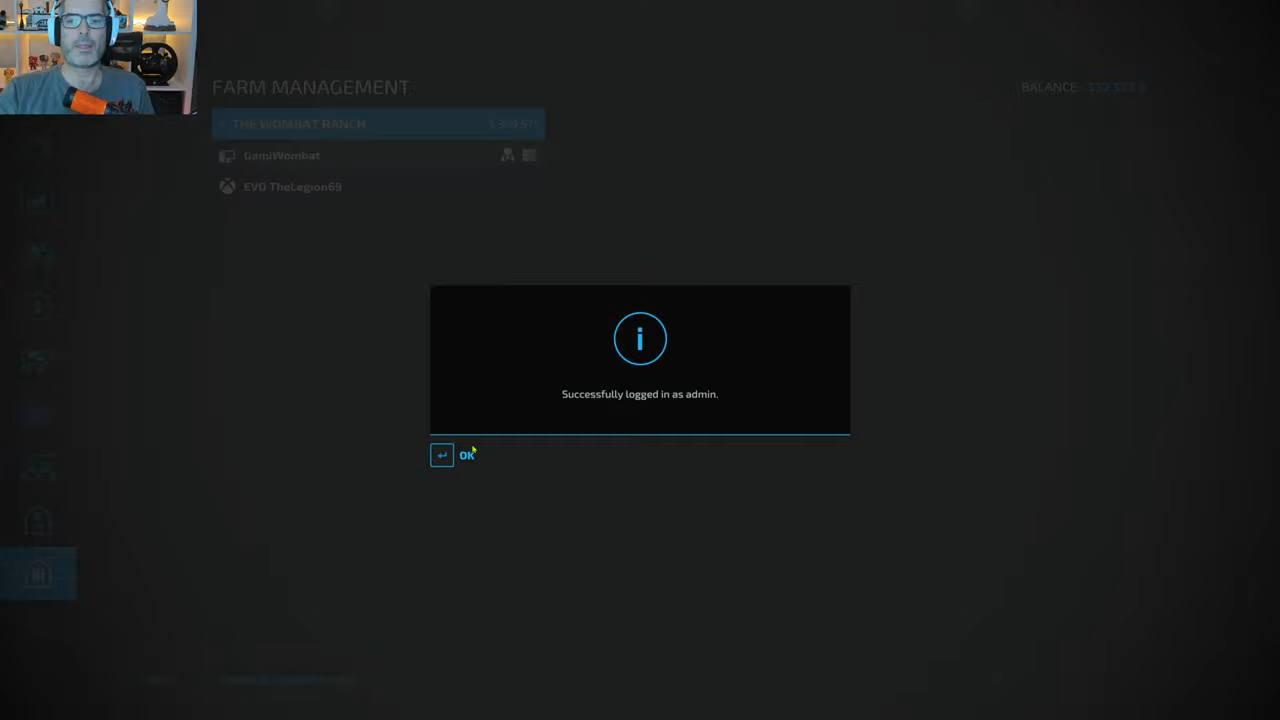 FARM MANAGEMENT
BALANCE:
THE WOMBAT RANCH
GamiWombat
EVO TheLegion69
Successfully logged in as admin.
OK